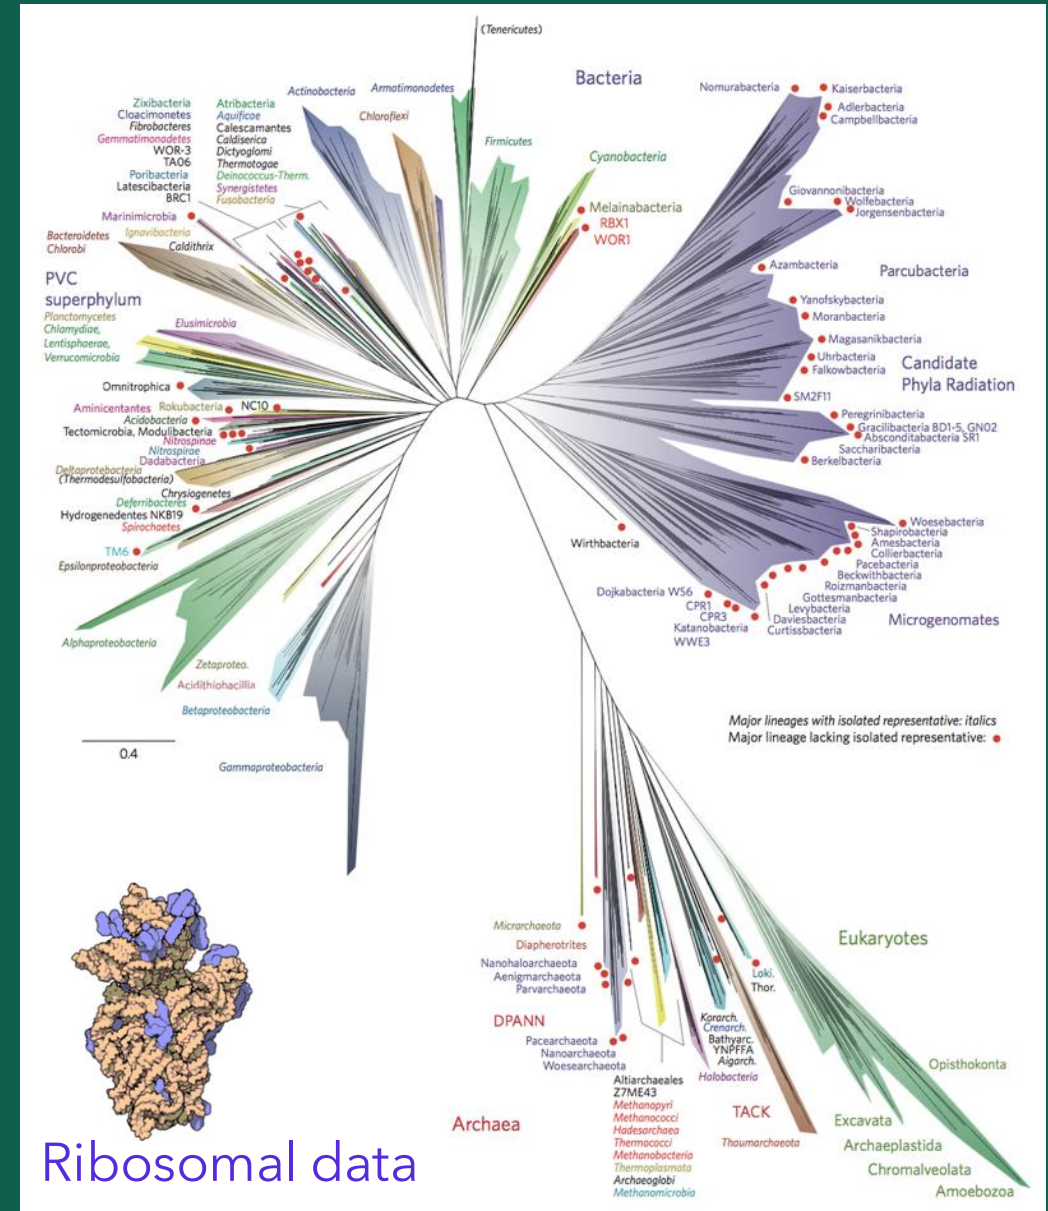 (Tenericutes)
Bacteria
Actinobacteria
Armatimonadetes
Chloroflexi
Firmicutes
Cyanobacteria
Melainabacteria
RBX1
WOR1
Zixibacteria
Cloacimonetes
Fibrobacteres
Gemmatimonadetes
WOR-3
TA06
Poribacteria
Latescibacteria
BRC1
Atribacteria
Aquificae
Calescamantes
Caldiserica
Dictyoglomi
Thermotogae
Deinococcus-Therm.
Synergistetes
Fusobacteria
Marinimicrobia
Ignavibacteria
Bacteroidetes
Chlorobi
Caldithrix
PVC
superphylum
Planctomycetes
Chlamydiae,
Lentisphaerae,
Verrucomicrobia
Elusimicrobia
Omnitrophica
Aminicentantes
Rokubacteria
NC10
Acidobacteria
Tectomicrobia, Modulibacteria
Nitrospinae
Nitrospirae
Dadabacteria
Deltaproteobacteria
(Thermodesulfobacteria)
Chrysiogenetes
Deferribacteres
Hydrogenedentes NKB19
Spirochaetes
TM6
Epsilonproteobacteria
Alphaproteobacteria
Zetaproteo.
Acidithiobacillia
Betaproteobacteria
Gammaproteobacteria
0.4
Nomurabacteria
Kaiserbacteria
Adlerbacteria
Campbellbacteria
Giovannonibacteria
Wolfebacteria
Jorgensenbacteria
Azambacteria
Parcubacteria
Yanofskybacteria
Moranbacteria
Magasanikbacteria
Uhrbacteria
Falkowbacteria
Candidate
Phyla Radiation
SM2F11
Peregrinibacteria
Gracilibacteria BD1-5, GN02
Absconditabacteria SR1
Saccharibacteria
Berkelbacteria
Woesebacteria
Shapirobacteria
Amesbacteria
Collierbacteria
Pacebacteria
Beckwithbacteria
Roizmanbacteria
Gottesmanbacteria
Levybacteria
Daviesbacteria
Curtissbacteria
Microgenomates
Wirthbacteria
Dojkabacteria WS6
CPR1
CPR3
Katanobacteria
WWE3
Major lineages with isolated representative: italics
Major lineage lacking isolated representative:
Micrarchaeota
Diapherotrites
Nanohaloarchaeota
Aenigmarchaeota
Parvarchaeota
DPANN
Pacearchaeota
Nanoarchaeota
Woesearchaeota
Archaea
Altiarchaeales
Z7ME43
Methanopyri
Methanococci
Hadesarchaea
Thermococci
Methanobacteria
Thermoplasmata
Archaeoglobi
Methanomicrobia
Halobacteria
Korarch.
Crenarch.
Bathyarc.
YNPFFA
Aigarch.
TACK
Thaumarchaeota
Loki.
Thor.
Eukaryotes
Opisthokonta
Excavata
Archaeplastida
Chromalveolata
Amoebozoa
Ribosomal data